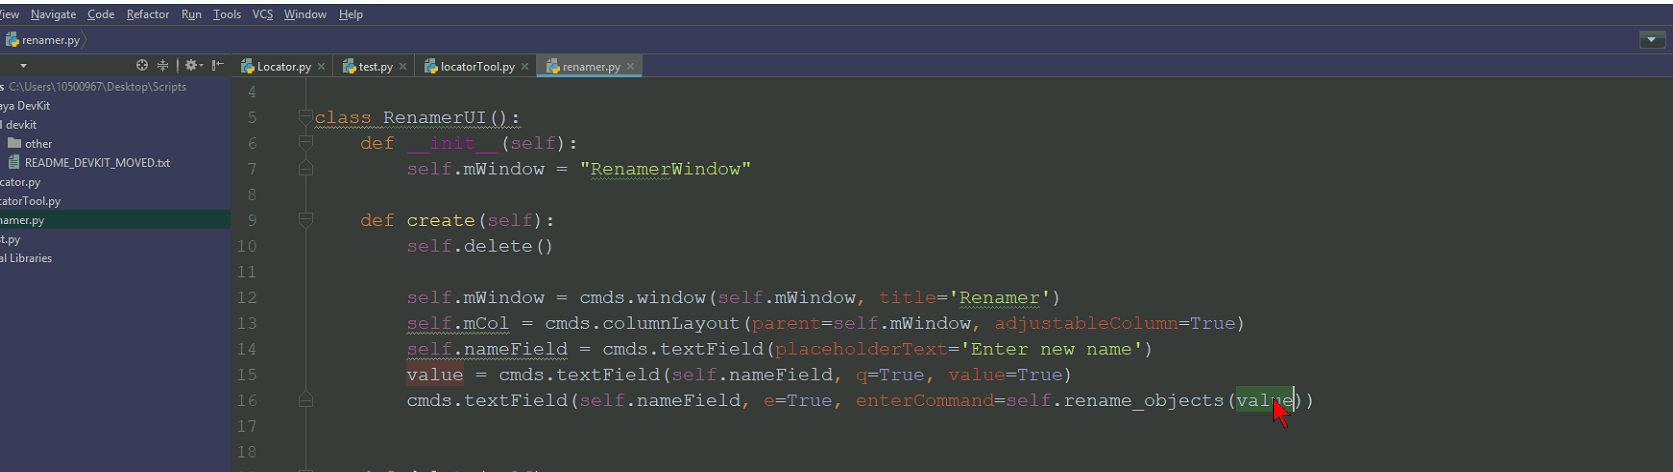 View Navigate Code Refactor Run Tools VCS Window Help
renamer.py
Locator.py test.py locatorTool.py renamer.py
s C:\Users\10500967\Desktop\Scripts
aya DevKit
l devkit
other
README_DEVKIT_MOVED.txt
cator.py
catorTool.py
namer.py
st.py
al Libraries
4
5 class RenamerUI():
6 def __init__(self):
7 self.mWindow = "RenamerWindow"
8
9 def create(self):
10 self.delete()
11
12 self.mWindow = cmds.window(self.mWindow, title='Renamer')
13 self.mCol = cmds.columnLayout(parent=self.mWindow, adjustableColumn=True)
14 self.nameField = cmds.textField(placeholderText='Enter new name')
15 value = cmds.textField(self.nameField, q=True, value=True)
16 cmds.textField(self.nameField, e=True, enterCommand=self.rename_objects(value))
17
18